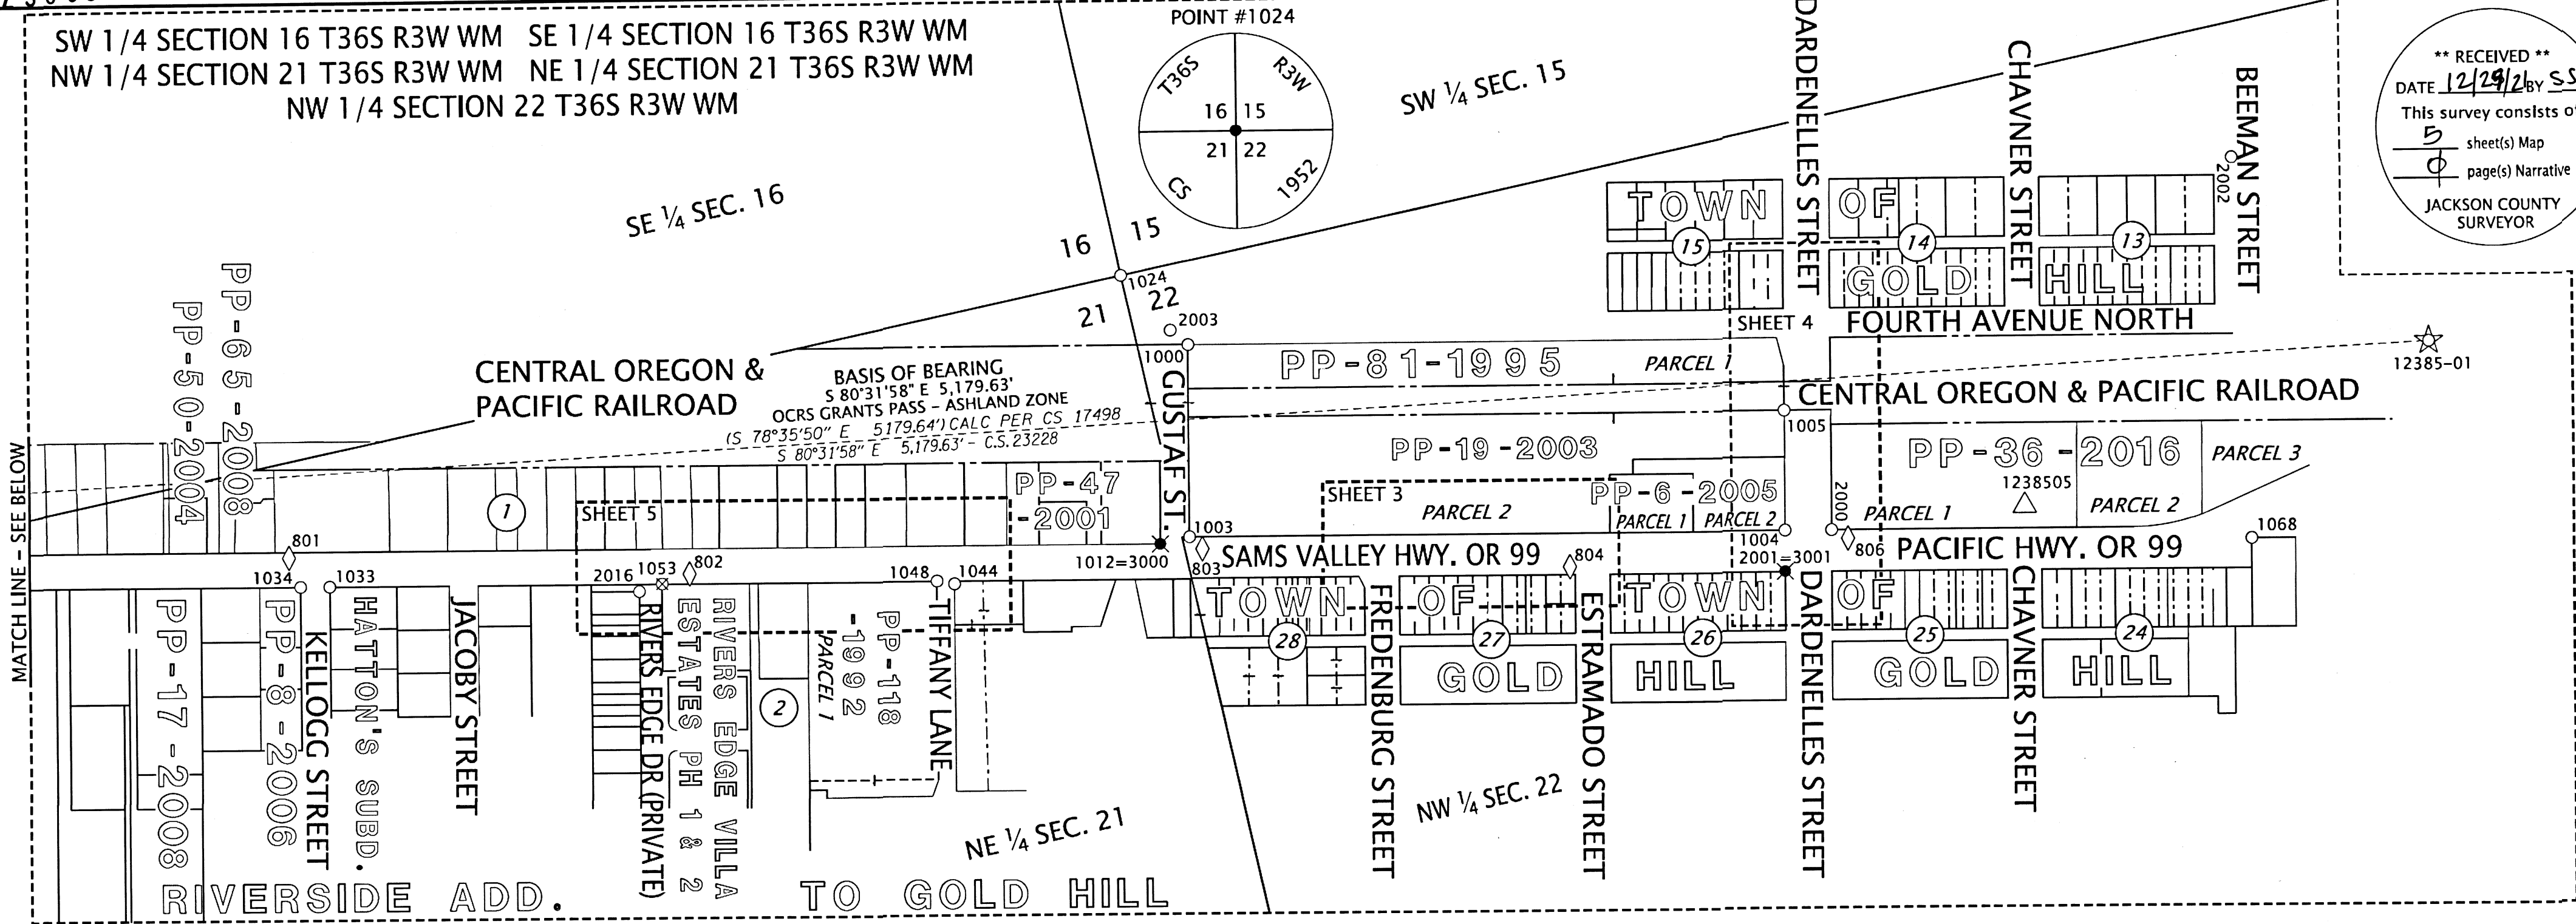 SW 1/4 SECTION 16 T36S R3W WM SE 1/4 SECTION 16 T36S R3W WM
NW 1/4 SECTION 21 T36S R3W WM NE 1/4 SECTION 21 T36S R3W WM
NW 1/4 SECTION 22 T36S R3W WM
POINT #1024
T36S R3W
16 15
21 22
CS 1952
SW ¼ SEC. 15
SE ¼ SEC. 16
16 15
1024
21 22
2003
1000
DARDENELLES STREET
CHAVNER STREET
BEEMAN STREET
2002
** RECEIVED **
DATE BY
This survey consists
5 sheet(s) Map
0 page(s) Narrative
JACKSON COUNTY
SURVEYOR
TOWN OF
15 14 13
GOLD HILL
SHEET 4
FOURTH AVENUE NORTH
12385-01
PP-50-2004
PP-65-2008
CENTRAL OREGON &
PACIFIC RAILROAD
BASIS OF BEARING
S 80°31'58" E 5,179.63'
OCRS GRANTS PASS - ASHLAND ZONE
(S 78°35'50" E 5179.64') CALC PER CS 17498
S 80°31'58" E 5,179.63' - C.S. 23228
GUSTAF ST.
PP-81-1995 PARCEL 1
CENTRAL OREGON & PACIFIC RAILROAD
1005
PP-19-2003
PP-36-2016 PARCEL 3
1238505
PARCEL 1 PARCEL 2
2000
MATCH LINE - SEE BELOW
1
SHEET 5
PP-47
-2001
SHEET 3
PARCEL 2
PP-6-2005
PARCEL 1 PARCEL 2
801
1003
1012=3000
803
SAMS VALLEY HWY. OR 99
804
1004
2001=3001
806
PACIFIC HWY. OR 99
1068
1034 1033
2016 1053 802
1048 1044
PP-17-2008
PP-8-2006
KELLOGG STREET
HATTON'S SUBD.
JACOBY STREET
RIVERS EDGE DR (PRIVATE)
RIVERS EDGE VILLA
ESTATES PH 1 & 2
2
PARCEL 1
PP-118
-1992
TIFFANY LANE
TOWN OF TOWN OF
28 27 26 25 24
GOLD HILL GOLD HILL
FREDENBURG STREET
ESTRAMADO STREET
DARDENELLES STREET
CHAVNER STREET
NW ¼ SEC. 22
NE ¼ SEC. 21
RIVERSIDE ADD. TO GOLD HILL